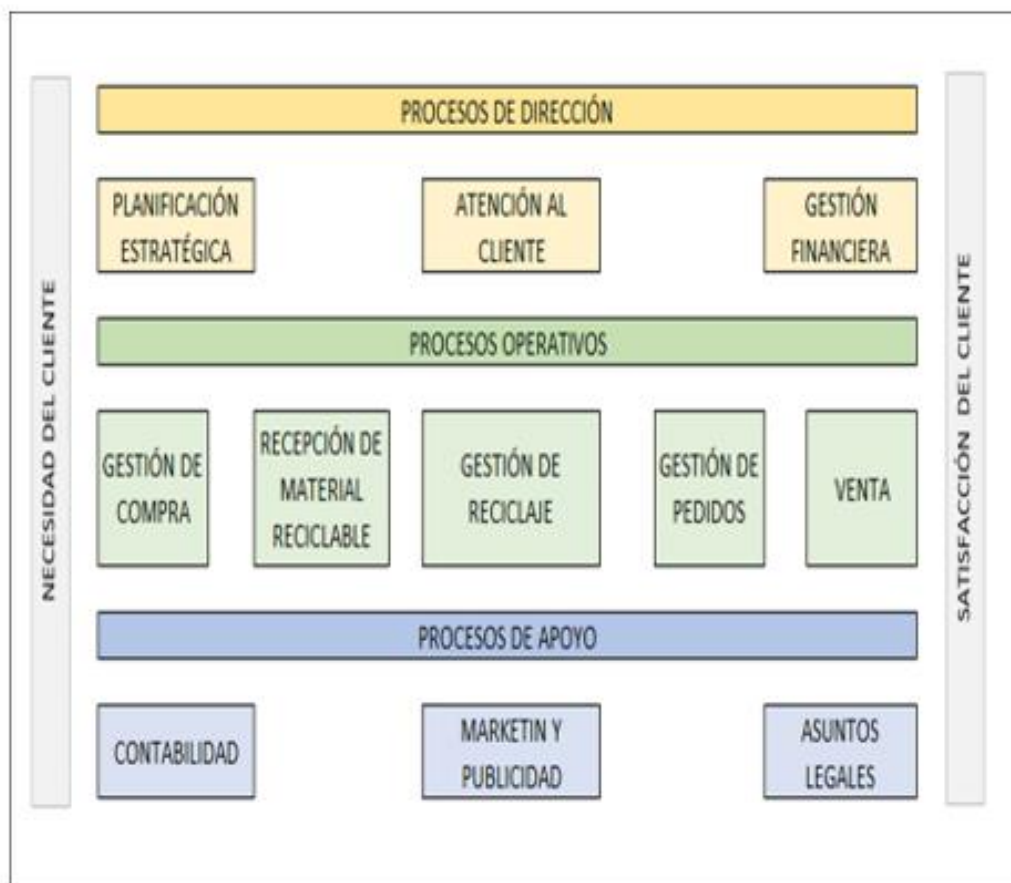 NECESIDAD DEL CLIENTE
PROCESOS DE DIRECCIÓN
PLANIFICACIÓN
ESTRATÉGICA
ATENCIÓN AL
CLIENTE
GESTIÓN
FINANCIERA
PROCESOS OPERATIVOS
GESTIÓN DE
COMPRA
RECEPCIÓN DE
MATERIAL
RECICLABLE
GESTIÓN DE
RECICLAJE
GESTIÓN DE
PEDIDOS
VENTA
PROCESOS DE APOYO
CONTABILIDAD
MARKETIN Y
PUBLICIDAD
ASUNTOS
LEGALES
SATISFACCIÓN DEL CLIENTE